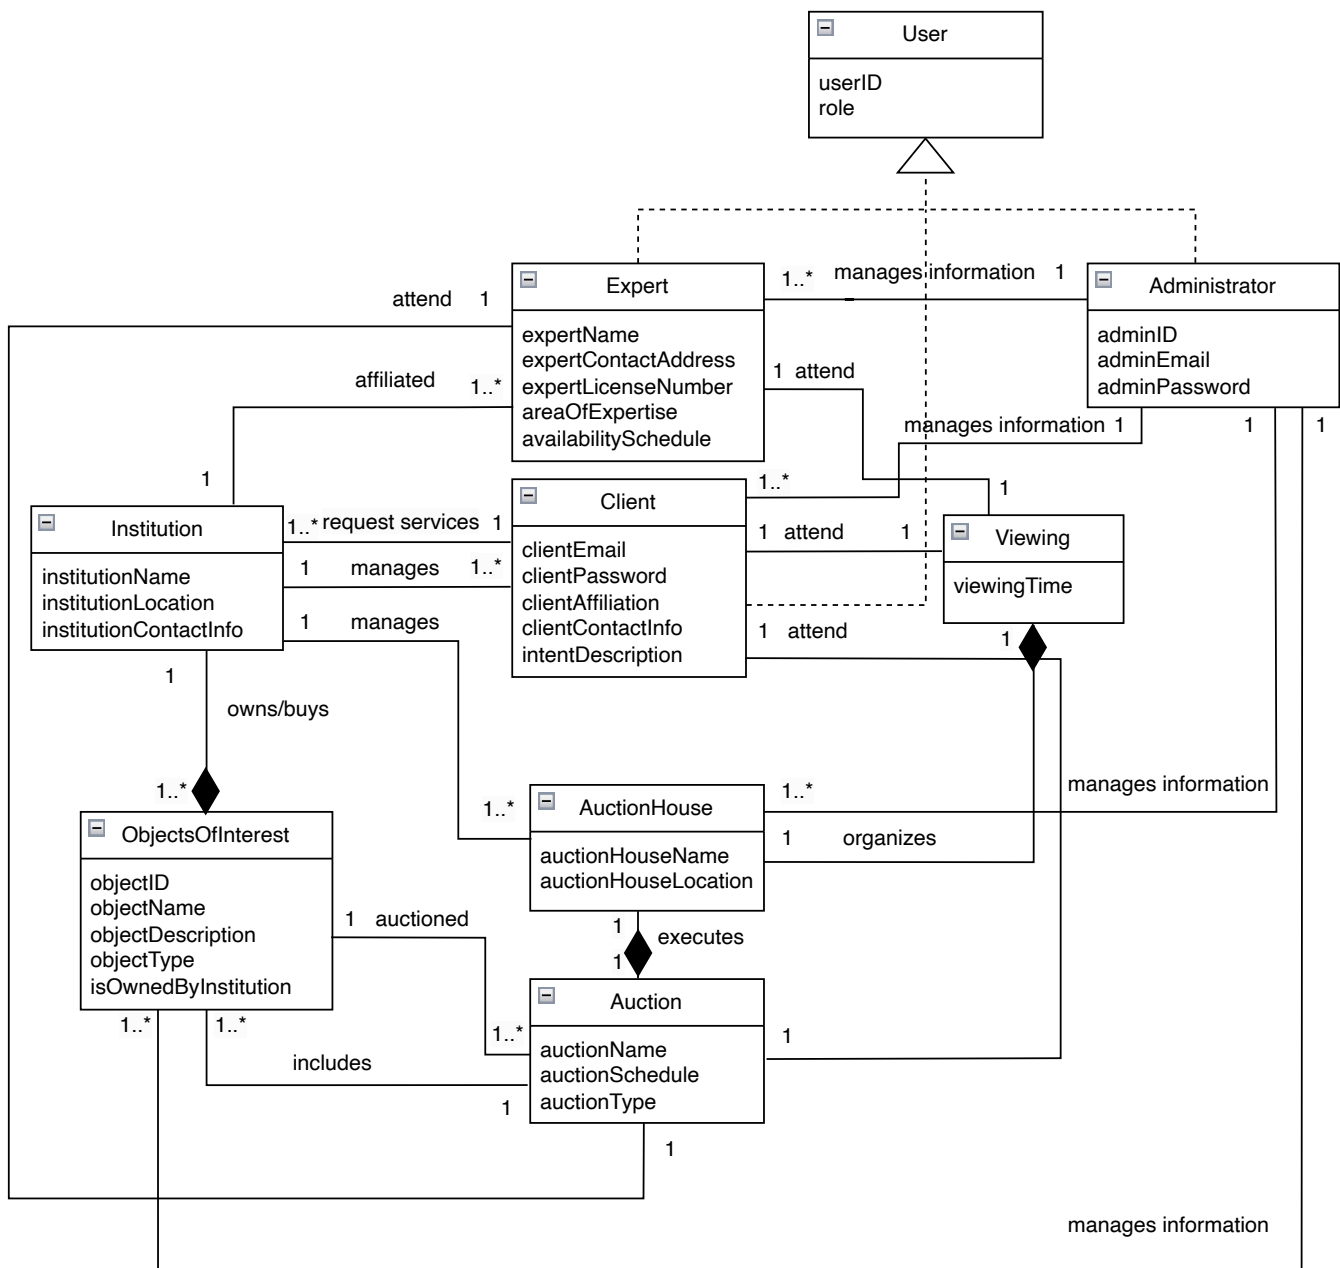 User
userID
role
Expert
expertName
expertContactAddress
expertLicenseNumber
areaOfExpertise
availabilitySchedule
1..* manages information 1
Administrator
adminID
adminEmail
adminPassword
attend 1
affiliated 1..*
1
1 attend
1
manages information 1
1..*
1
1
Institution
institutionName
institutionLocation
institutionContactInfo
1..* request services 1
1 manages 1..*
1 manages
1..*
Client
clientEmail
clientPassword
clientAffiliation
clientContactInfo
intentDescription
1 attend 1
1 attend
Viewing
viewingTime
1
1
owns/buys
1..*
ObjectsOfInterest
objectID
objectName
objectDescription
objectType
isOwnedByInstitution
AuctionHouse
auctionHouseName
auctionHouseLocation
1..*
manages information
1 organizes
1 auctioned
1..*
1
executes
1
Auction
auctionName
auctionSchedule
auctionType
1
1..* 1..*
includes
1
1
manages information